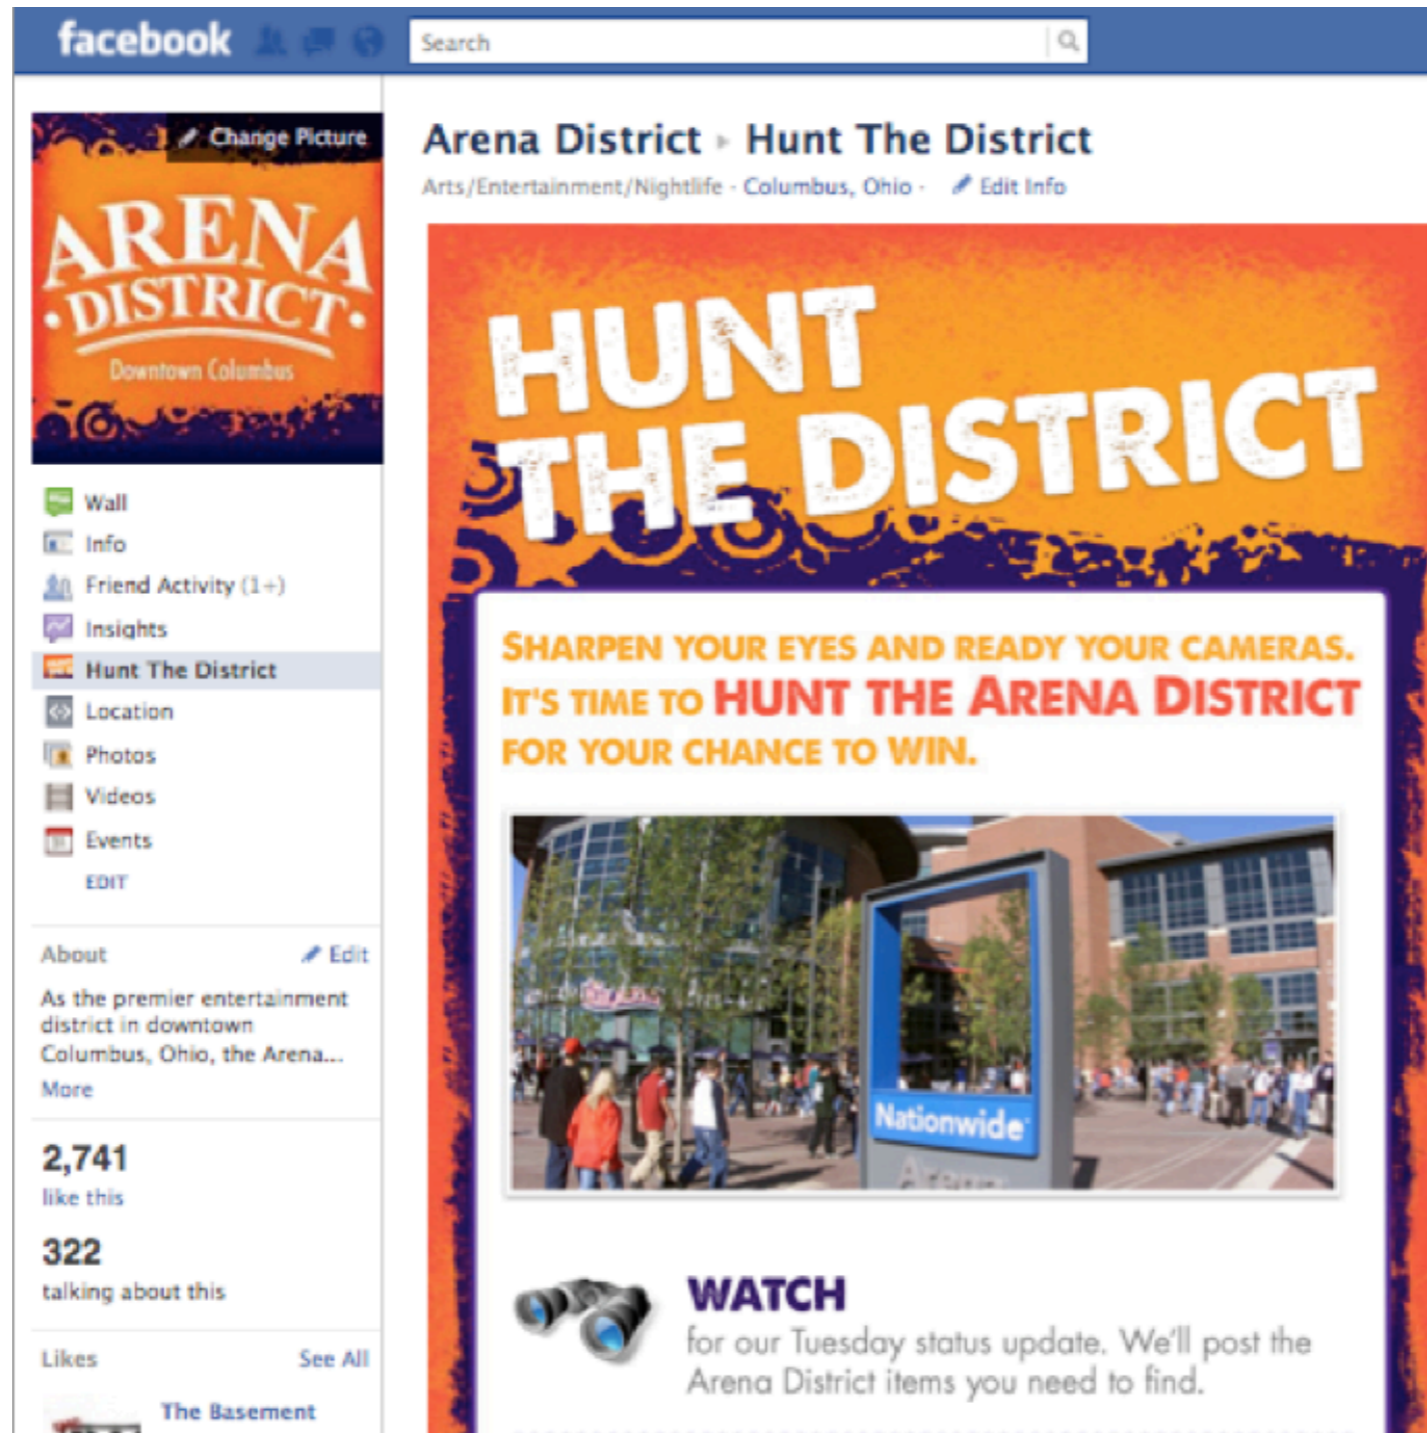 facebook
Search
Change Picture
ARENA
DISTRICT
Downtown Columbus
Wall
Info
Friend Activity (1+)
Insights
Hunt The District
Location
Photos
Videos
Events
EDIT
About
Edit
As the premier entertainment
district in downtown
Columbus, Ohio, the Arena...
More
2,741
like this
322
talking about this
Likes
See All
The Basement
Arena District ▸ Hunt The District
Arts/Entertainment/Nightlife - Columbus, Ohio - Edit Info
HUNT
THE DISTRICT
SHARPEN YOUR EYES AND READY YOUR CAMERAS.
IT'S TIME TO HUNT THE ARENA DISTRICT
FOR YOUR CHANCE TO WIN.
Nationwide
Arena
WATCH
for our Tuesday status update. We'll post the
Arena District items you need to find.